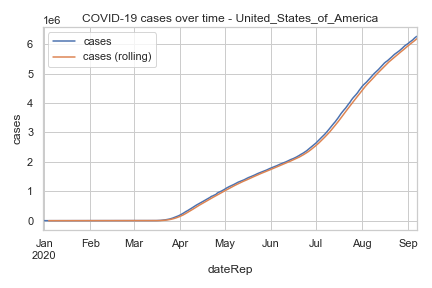 COVID-19 cases over time - United_States_of_America
1e6
cases
cases (rolling)
6
5
4
3
2
1
0
cases
Jan
2020
Feb
Mar
Apr
May
Jun
Jul
Aug
Sep
dateRep